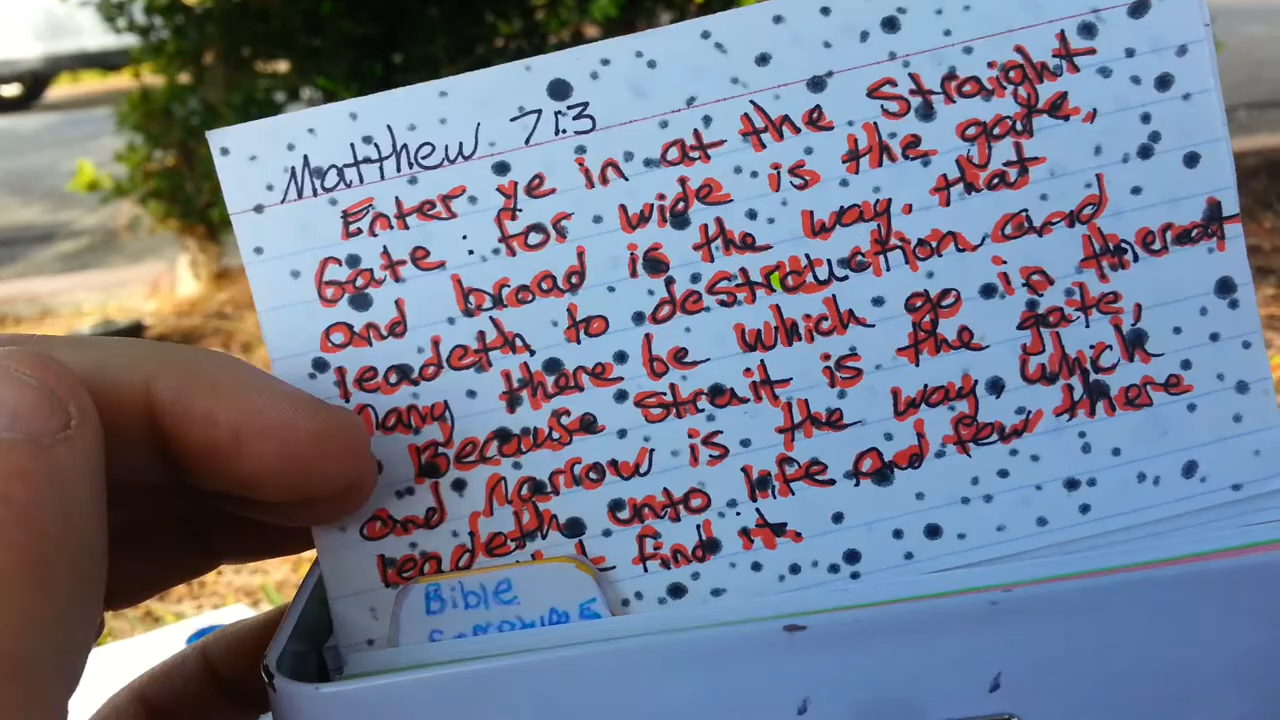 Matthew 7:13
Enter ye in at the Straight
Gate: for wide is the gate,
and broad is the way, that
leadeth to destruction and
Many there be which go in thereat
Because strait is the gate,
and narrow is the way, which
leadeth unto life and few there
find it.
Bible